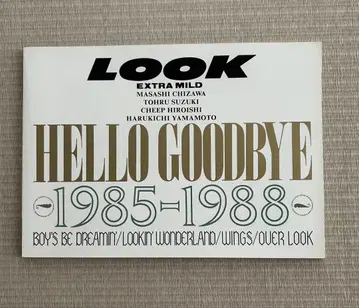 LOOK
EXTRA MILD
MASASHI CHIZAWA
TOHRU SUZUKI
CHEEP HIROISHI
HARUKICHI YAMAMOTO
HELLO GOODBYE
1985-1988
BOY'S BE DREAMIN'/LOOKIN' WONDERLAND/WINGS/OVER LOOK